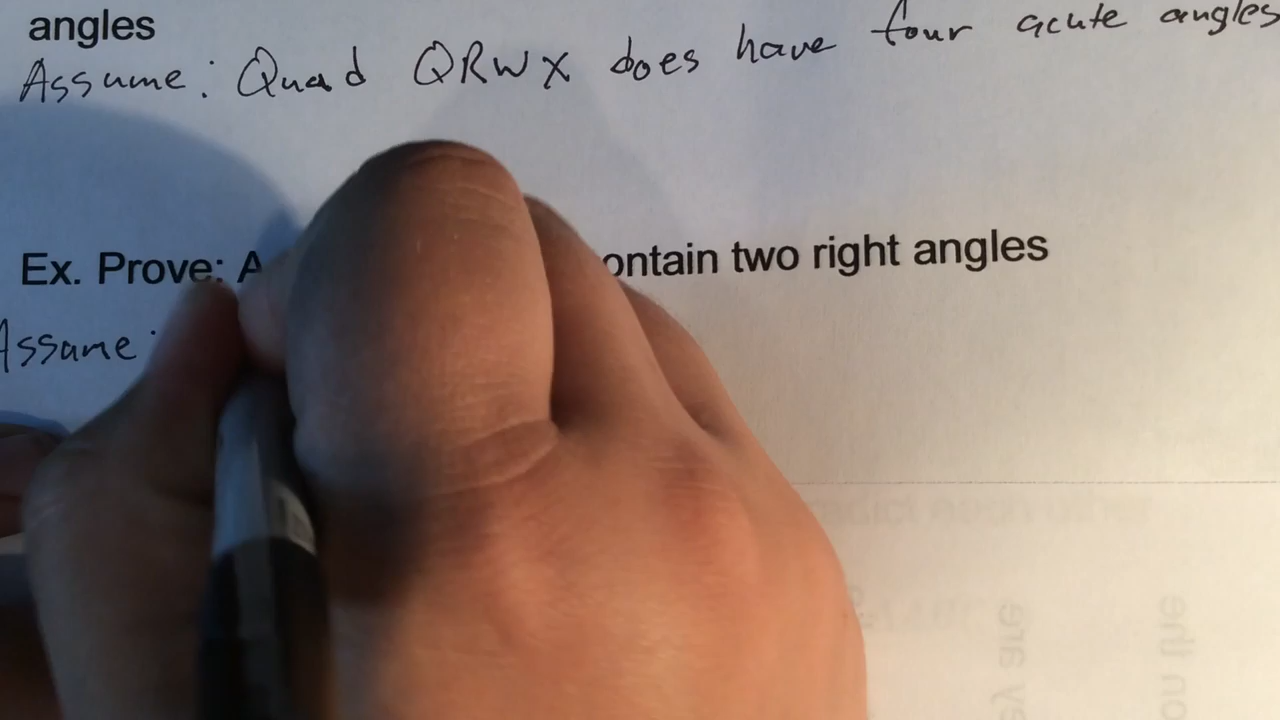 angles
Assume: Quad QRWX does have four acute angles
Ex. Prove: A ontain two right angles
Assume: